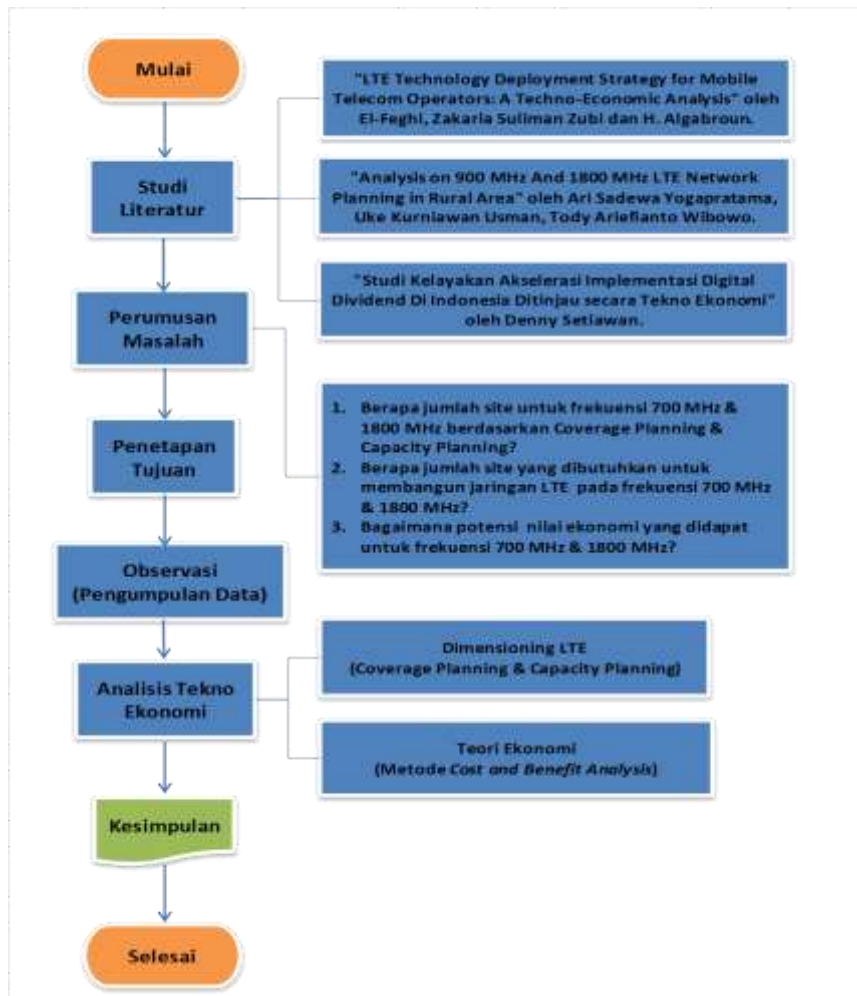 Mulai
"LTE Technology Deployment Strategy for Mobile
Telecom Operators: A Techno-Economic Analysis" oleh
El-Feghi, Zakaria Suliman Zubi dan H. Algabroun.
Studi
Literatur
"Analysis on 900 MHz And 1800 MHz LTE Network
Planning in Rural Area" oleh Ari Sadewa Yogapratama,
Uke Kurniawan Usman, Tody Ariefianto Wibowo.
"Studi Kelayakan Akselerasi Implementasi Digital
Dividend Di Indonesia Ditinjau secara Tekno Ekonomi"
oleh Denny Setiawan.
Perumusan
Masalah
1. Berapa jumlah site untuk frekuensi 700 MHz &
1800 MHz berdasarkan Coverage Planning &
Capacity Planning?
2. Berapa jumlah site yang dibutuhkan untuk
membangun jaringan LTE pada frekuensi 700 MHz
& 1800 MHz?
3. Bagaimana potensi nilai ekonomi yang didapat
untuk frekuensi 700 MHz & 1800 MHz?
Penetapan
Tujuan
Observasi
(Pengumpulan Data)
Analisis Tekno
Ekonomi
Dimensioning LTE
(Coverage Planning & Capacity Planning)
Teori Ekonomi
(Metode Cost and Benefit Analysis)
Kesimpulan
Selesai